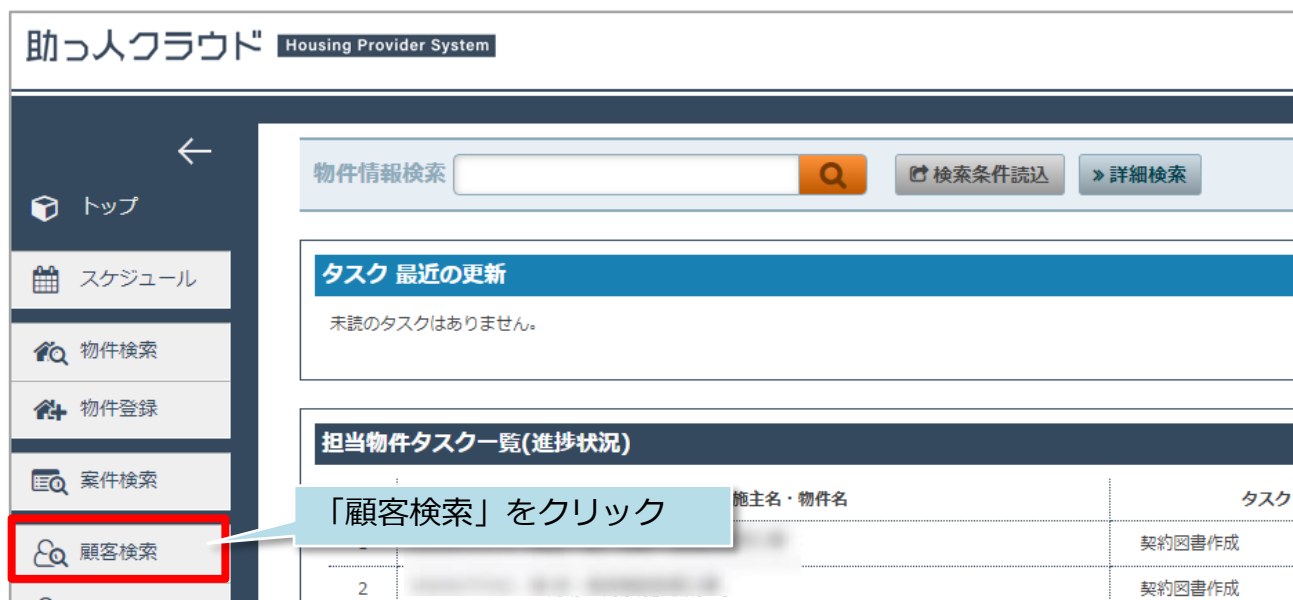 助っ人クラウド Housing Provider System
←
トップ
スケジュール
物件検索
物件登録
案件検索
顧客検索
物件情報検索
検索条件読込
» 詳細検索
タスク 最近の更新
未読のタスクはありません。
担当物件タスク一覧(進捗状況)
「顧客検索」をクリック
施主名・物件名 タスク
契約図書作成
2 契約図書作成